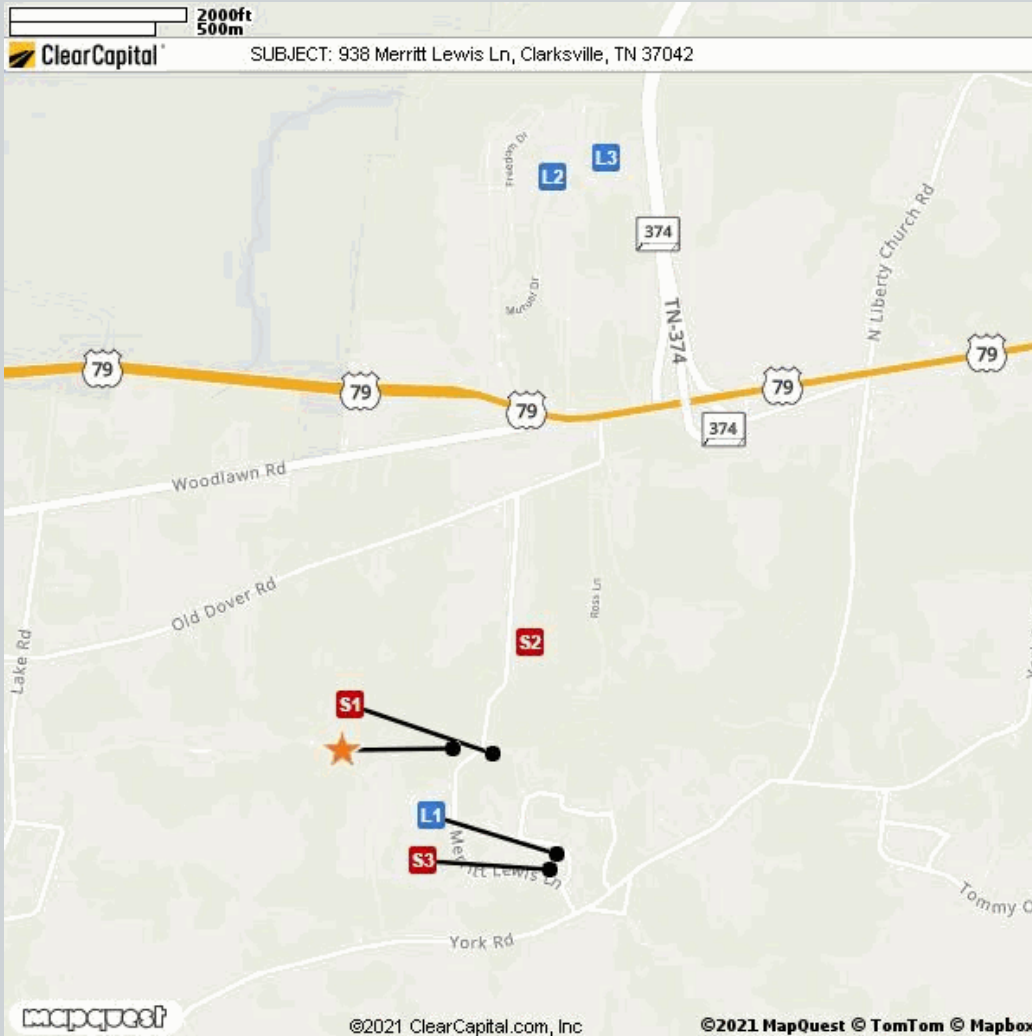 2000ft
500m
ClearCapital
SUBJECT: 938 Merritt Lewis Ln, Clarksville, TN 37042
Freedom Dr
L2
L3
374
N Liberty Church Rd
TN-374
79
79
79
79
79
374
Woodlawn Rd
Old Dover Rd
Ross Ln
Lake Rd
S2
S1
L1
S3
Merritt Lewis Ln
York Rd
Tommy O
mapquest
©2021 ClearCapital.com, Inc
©2021 MapQuest © TomTom © Mapbox